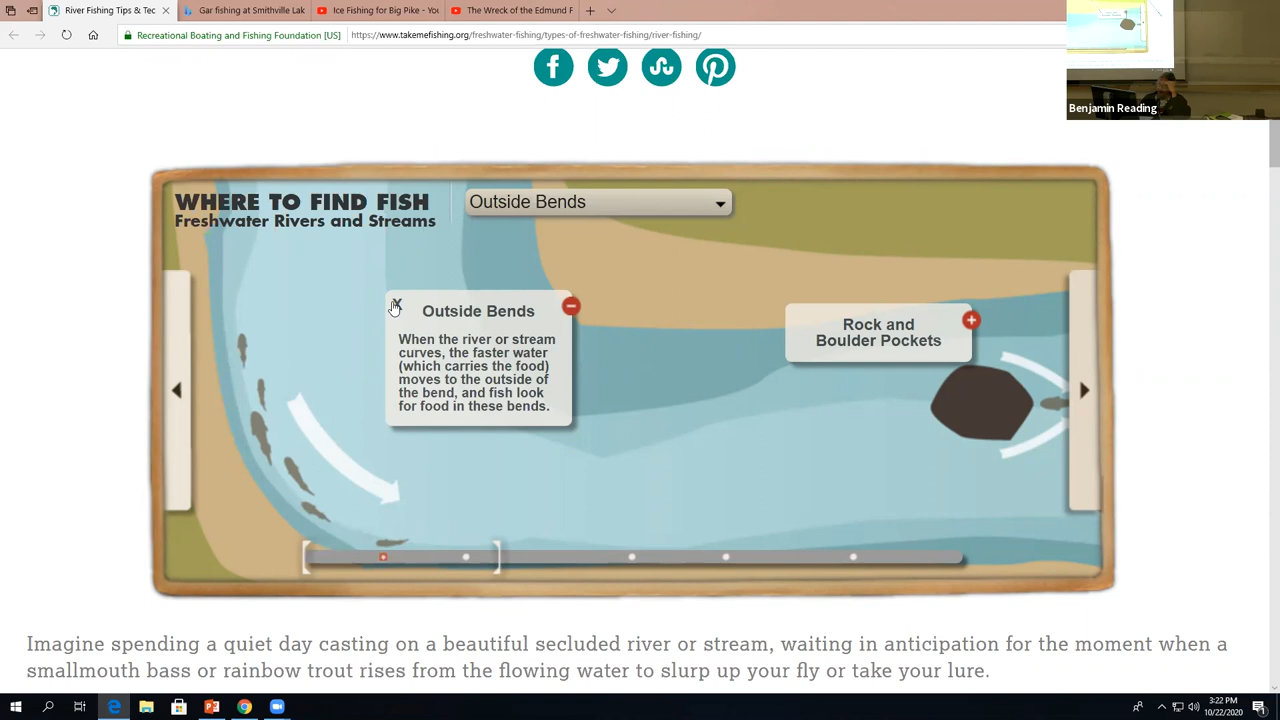 River Fishing Tips & Tec
Gar fishing at Smithville lak
Ice Fishing for Big Pike - You
The Wreck of the Edmund F
Recreational Boating and Fishing Foundation [US]
https://www.takemefishing.org/freshwater-fishing/types-of-freshwater-fishing/river-fishing/
Benjamin Reading
WHERE TO FIND FISH
Freshwater Rivers and Streams
Outside Bends
X
Outside Bends
When the river or stream
curves, the faster water
(which carries the food)
moves to the outside of
the bend, and fish look
for food in these bends.
Rock and
Boulder Pockets
Imagine spending a quiet day casting on a beautiful secluded river or stream, waiting in anticipation for the moment when a
smallmouth bass or rainbow trout rises from the flowing water to slurp up your fly or take your lure.
3:22 PM
10/22/2020